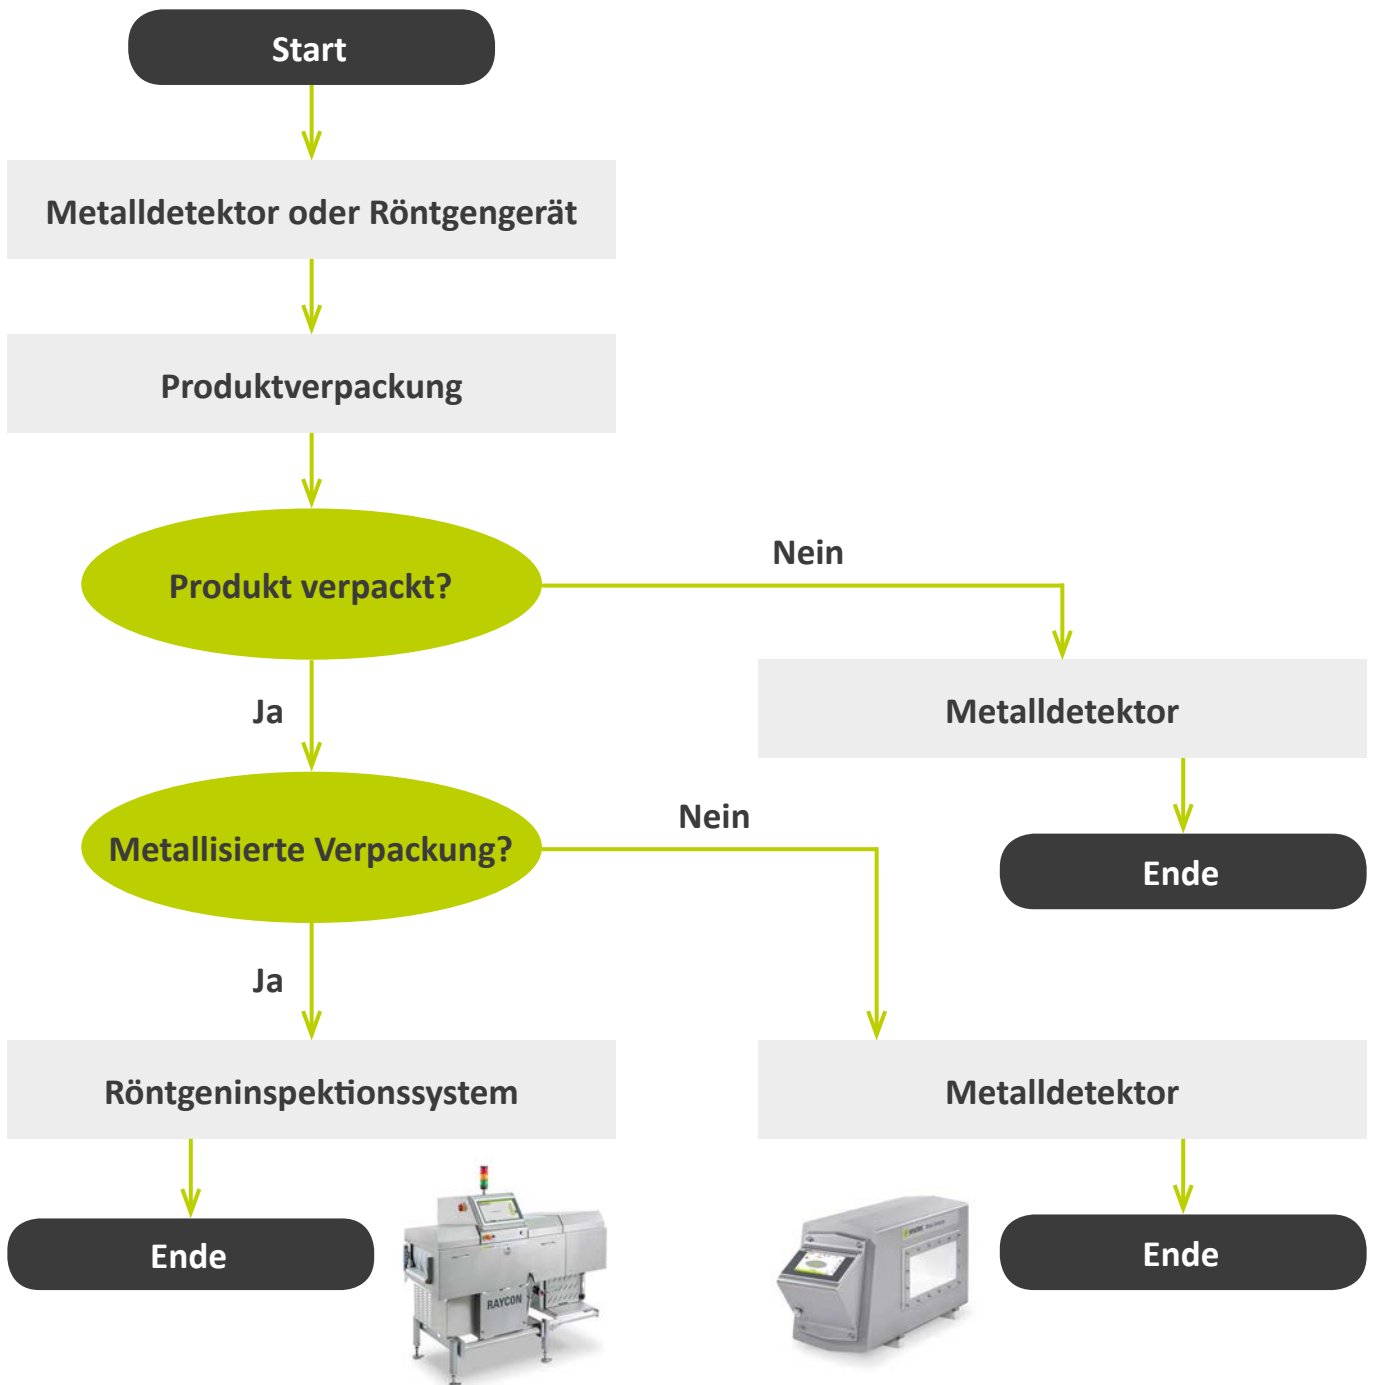 Start
Metalldetektor oder Röntgengerät
Produktverpackung
Nein
Produkt verpackt?
Ja
Metalldetektor
Nein
Metallisierte Verpackung?
Ende
Ja
Röntgeninspektionssystem
Metalldetektor
Ende
RAYCON
Ende